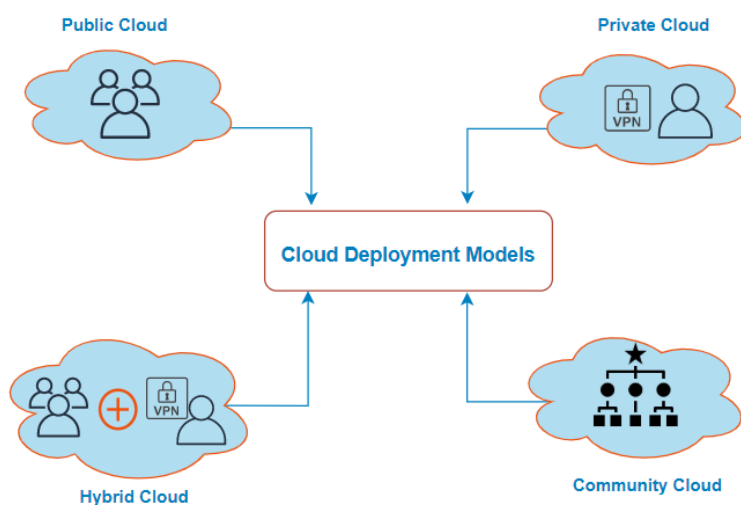 Public Cloud
Private Cloud
VPN
Cloud Deployment Models
VPN
Hybrid Cloud
Community Cloud